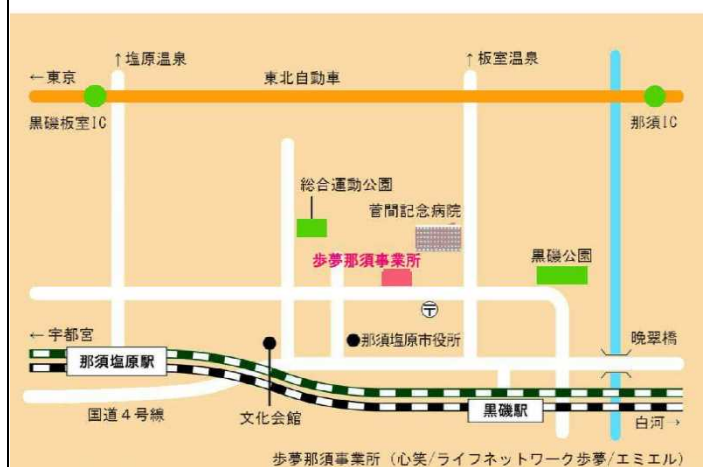 ↑塩原温泉
↑板室温泉
←東京
東北自動車
黒磯板室IC
那須IC
総合運動公園
菅間記念病院
歩夢那須事業所
黒磯公園
〒
←宇都宮
●那須塩原市役所
晩翠橋
那須塩原駅
国道4号線
文化会館
黒磯駅
白河→
歩夢那須事業所（心笑/ライフネットワーク歩夢/エミエル）